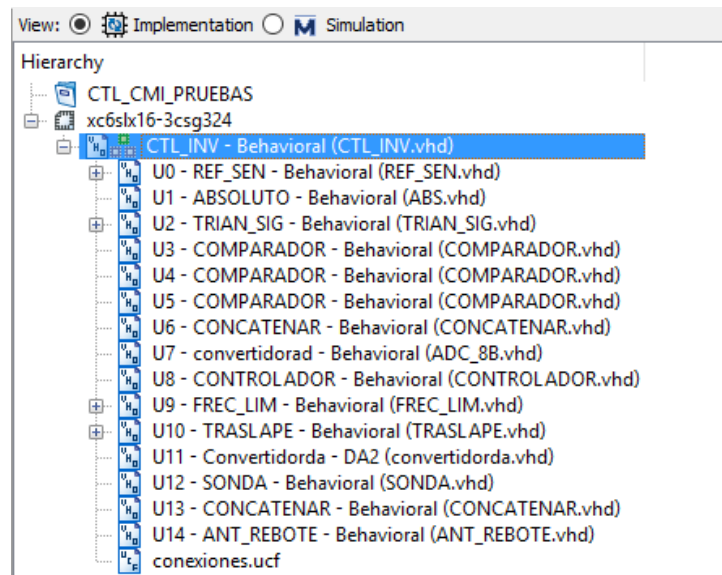 View: Implementation Simulation
Hierarchy
CTL_CMI_PRUEBAS
xc6slx16-3csg324
CTL_INV - Behavioral (CTL_INV.vhd)
U0 - REF_SEN - Behavioral (REF_SEN.vhd)
U1 - ABSOLUTO - Behavioral (ABS.vhd)
U2 - TRIAN_SIG - Behavioral (TRIAN_SIG.vhd)
U3 - COMPARADOR - Behavioral (COMPARADOR.vhd)
U4 - COMPARADOR - Behavioral (COMPARADOR.vhd)
U5 - COMPARADOR - Behavioral (COMPARADOR.vhd)
U6 - CONCATENAR - Behavioral (CONCATENAR.vhd)
U7 - convertidorad - Behavioral (ADC_8B.vhd)
U8 - CONTROLADOR - Behavioral (CONTROLADOR.vhd)
U9 - FREC_LIM - Behavioral (FREC_LIM.vhd)
U10 - TRASLAPE - Behavioral (TRASLAPE.vhd)
U11 - Convertidorda - DA2 (convertidorda.vhd)
U12 - SONDA - Behavioral (SONDA.vhd)
U13 - CONCATENAR - Behavioral (CONCATENAR.vhd)
U14 - ANT_REBOTE - Behavioral (ANT_REBOTE.vhd)
conexiones.ucf